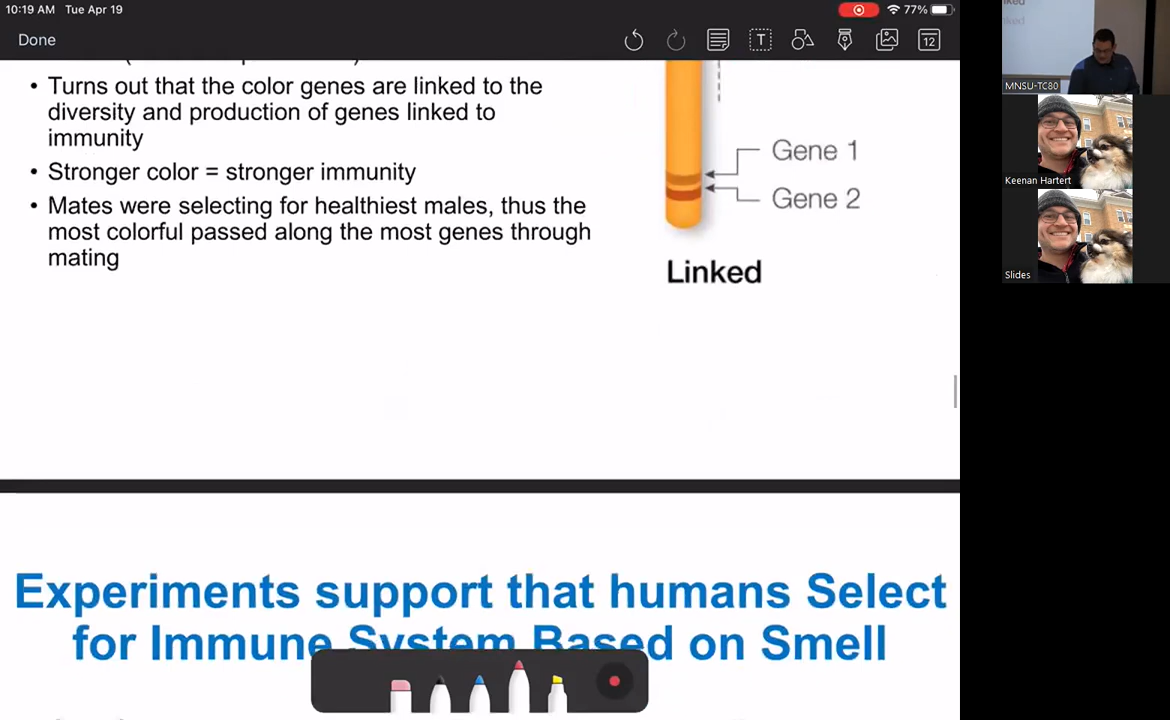 10:19 AM Tue Apr 19
77%
Done
T
12
• Turns out that the color genes are linked to the
diversity and production of genes linked to
immunity
• Stronger color = stronger immunity
• Mates were selecting for healthiest males, thus the
most colorful passed along the most genes through
mating
Gene 1
Gene 2
Linked
Experiments support that humans Select
for Immune System Based on Smell
MNSU-TC80
Keenan Hartert
Slides